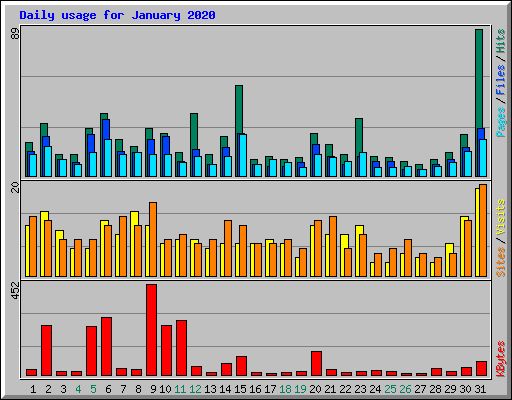 Daily usage for January 2020
89
Pages / Files / Hits
20
Sites / Visits
452
KBytes
1 2 3 4 5 6 7 8 9 10 11 12 13 14 15 16 17 18 19 20 21 22 23 24 25 26 27 28 29 30 31